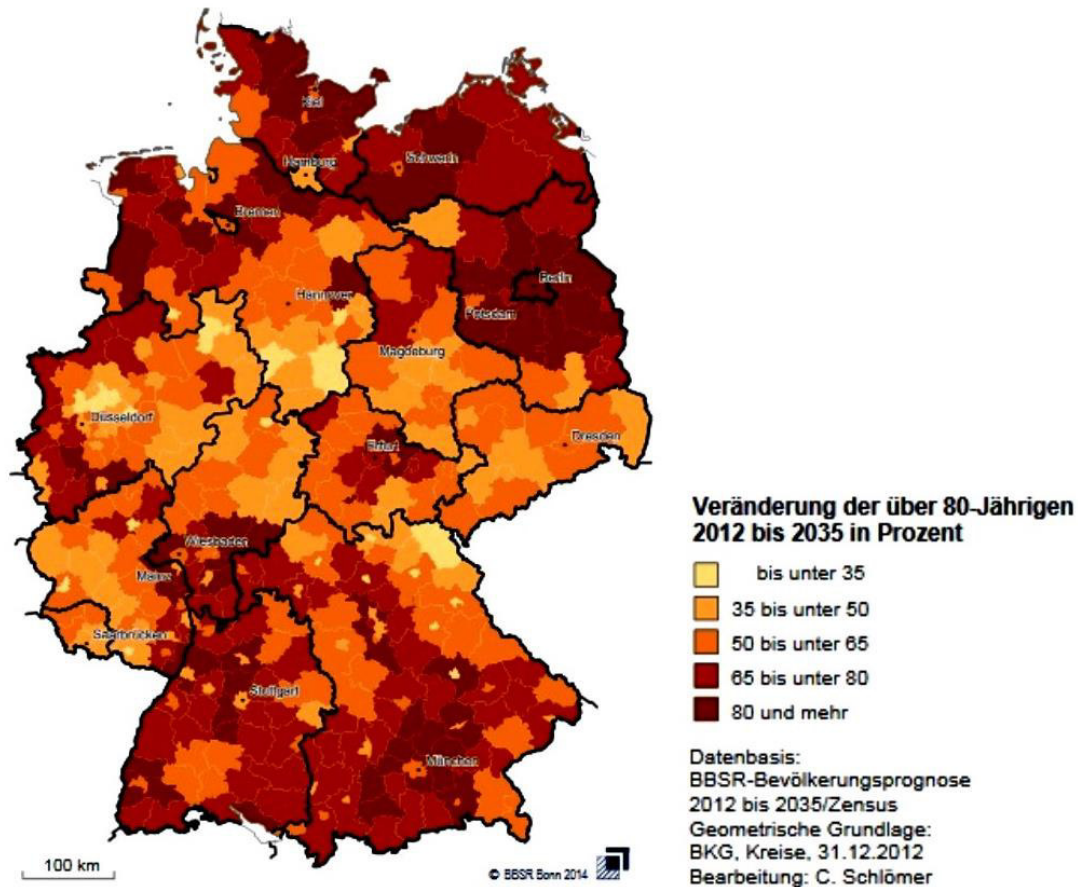 Kiel
Hamburg
Schwerin
Bremen
Berlin
Hannover
Potsdam
Magdeburg
Düsseldorf
Dresden
Erfurt
Wiesbaden
Mainz
Saarbrücken
Stuttgart
München
Veränderung der über 80-Jährigen
2012 bis 2035 in Prozent
bis unter 35
35 bis unter 50
50 bis unter 65
65 bis unter 80
80 und mehr
Datenbasis:
BBSR-Bevölkerungsprognose
2012 bis 2035/Zensus
Geometrische Grundlage:
BKG, Kreise, 31.12.2012
Bearbeitung: C. Schlömer
100 km
© BBSR Bonn 2014